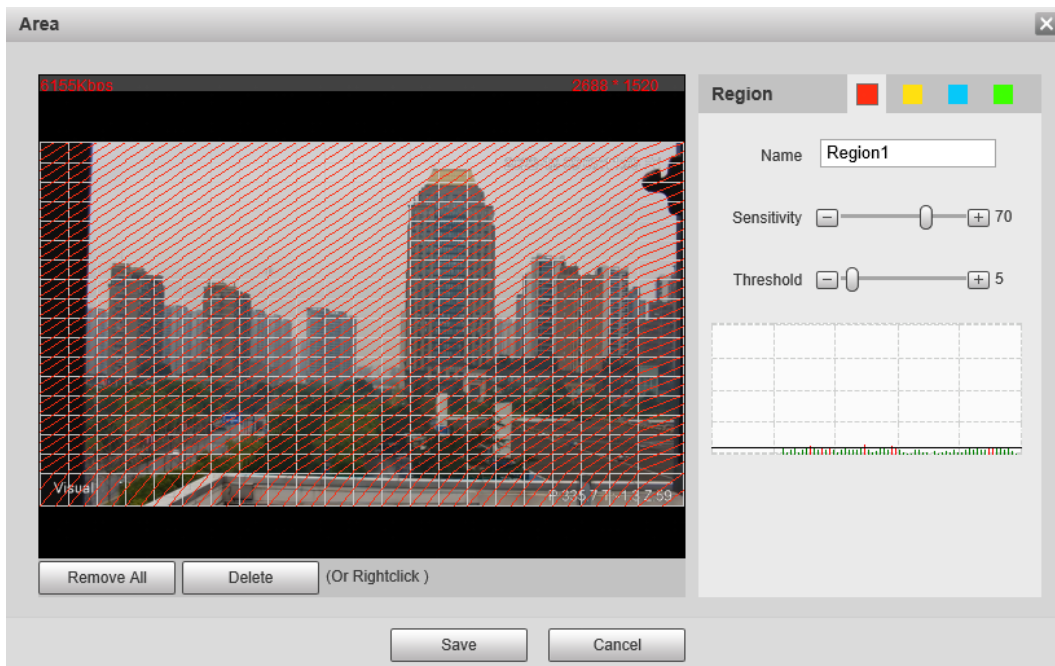 Area
6155Kbps 2688 * 1520
Region
Name Region1
Sensitivity 70
Threshold 5
Visual
Remove All Delete (Or Rightclick )
Save Cancel